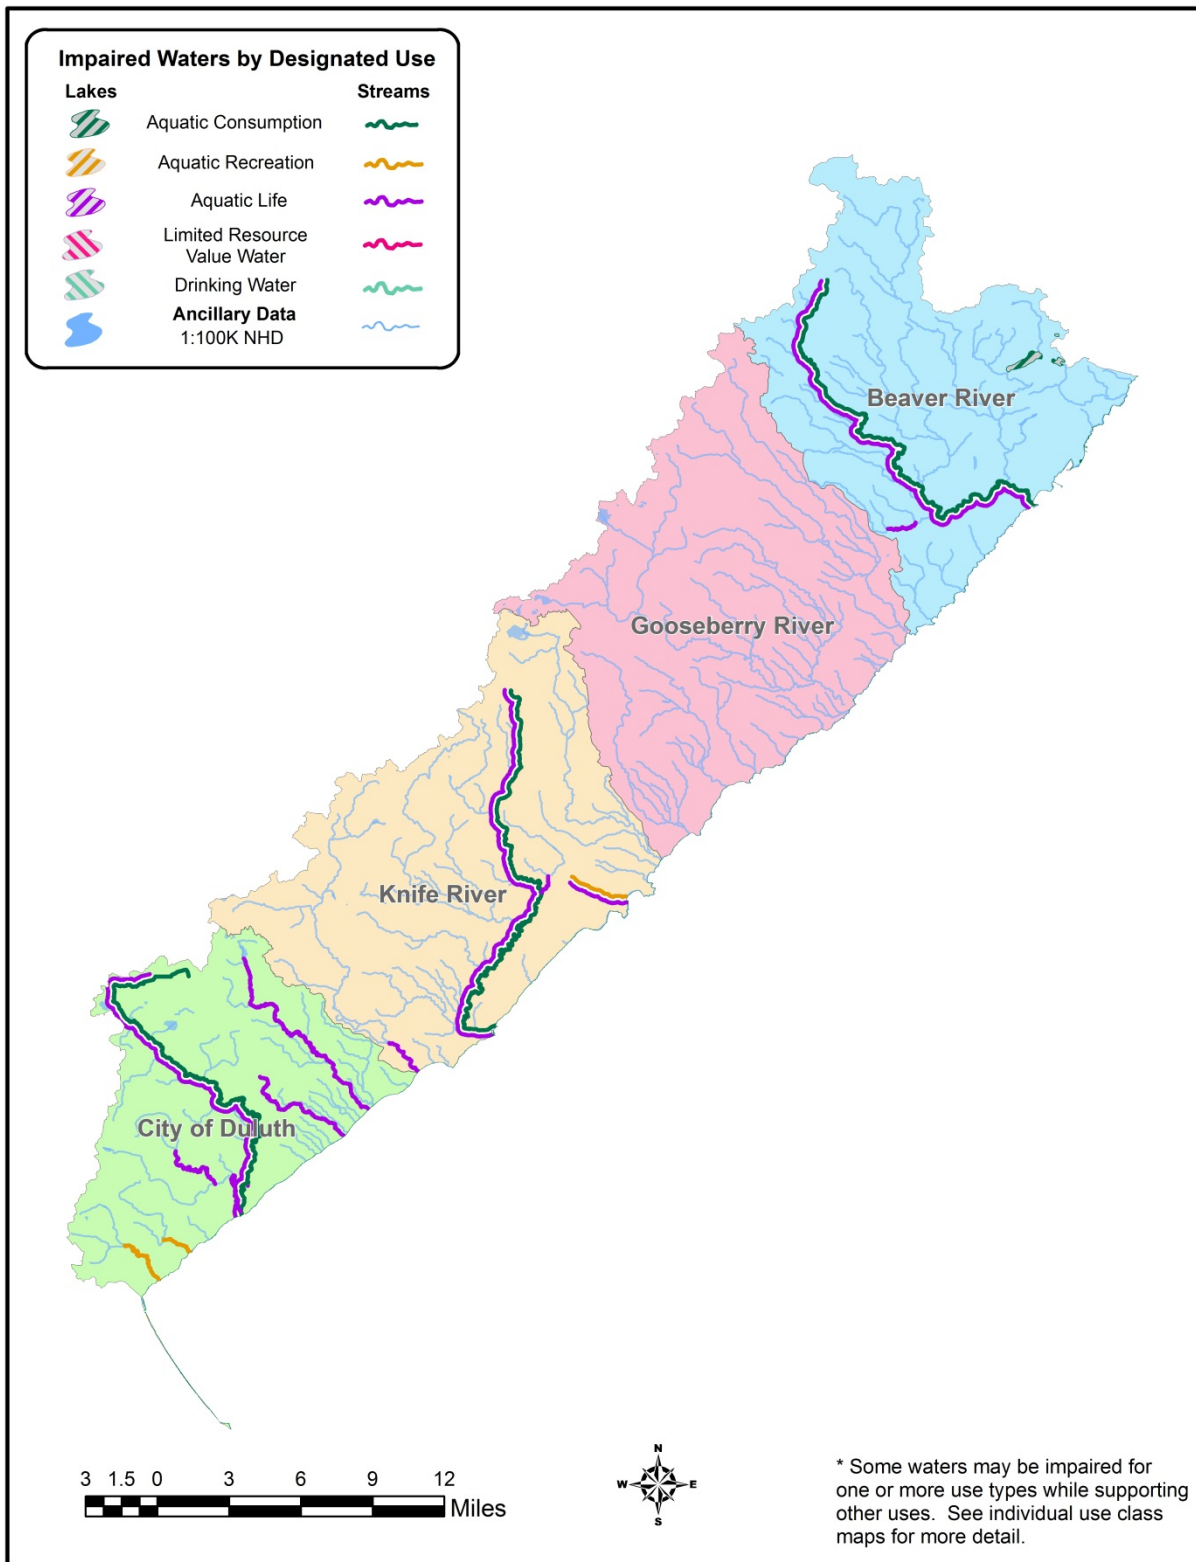 Impaired Waters by Designated Use
Lakes
Streams
Aquatic Consumption
Aquatic Recreation
Aquatic Life
Limited Resource
Value Water
Drinking Water
Ancillary Data
1:100K NHD
Beaver River
Gooseberry River
Knife River
City of Duluth
3 1.5 0 3 6 9 12
Miles
N
W E
S
* Some waters may be impaired for
one or more use types while supporting
other uses. See individual use class
maps for more detail.